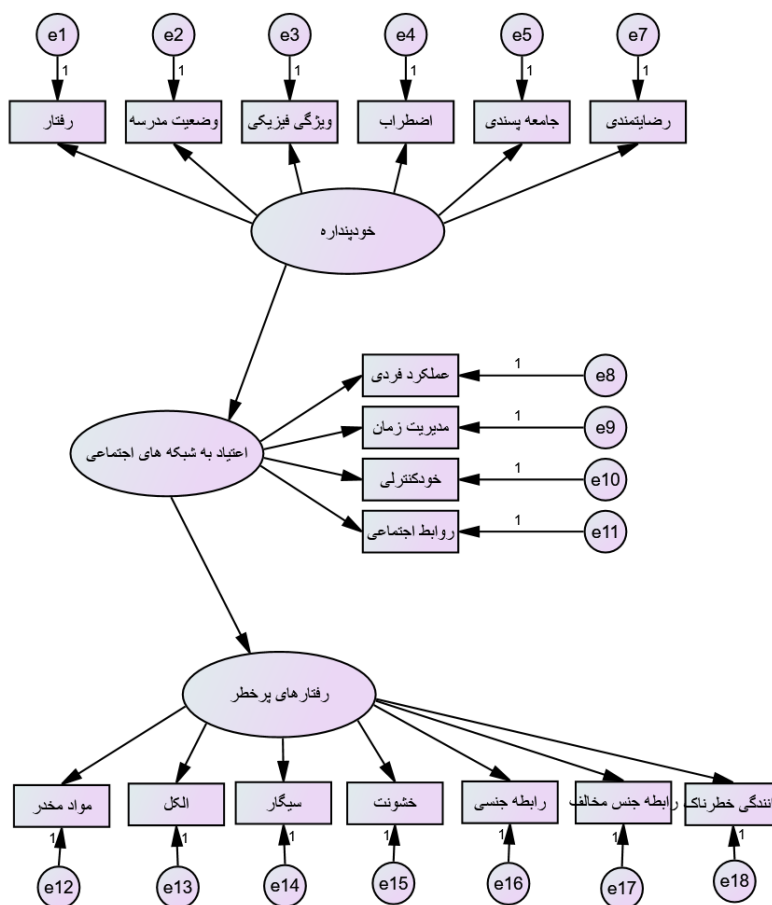 e1 e2 e3 e4 e5 e7
1 1 1 1 1 1
رضایتمندی جامعه پسندی اضطراب ویژگی فیزیکی وضعیت مدرسه رفتار
خودپنداره
عملکرد فردی 1 e8
مدیریت زمان 1 e9
اعتیاد به شبکه های اجتماعی
خودکنترلی 1 e10
روابط اجتماعی 1 e11
رفتارهای پرخطر
انندگی خطرناک رابطه جنس مخالف رابطه جنسی خشونت سیگار الکل مواد مخدر
1 1 1 1 1 1 1
e12 e13 e14 e15 e16 e17 e18